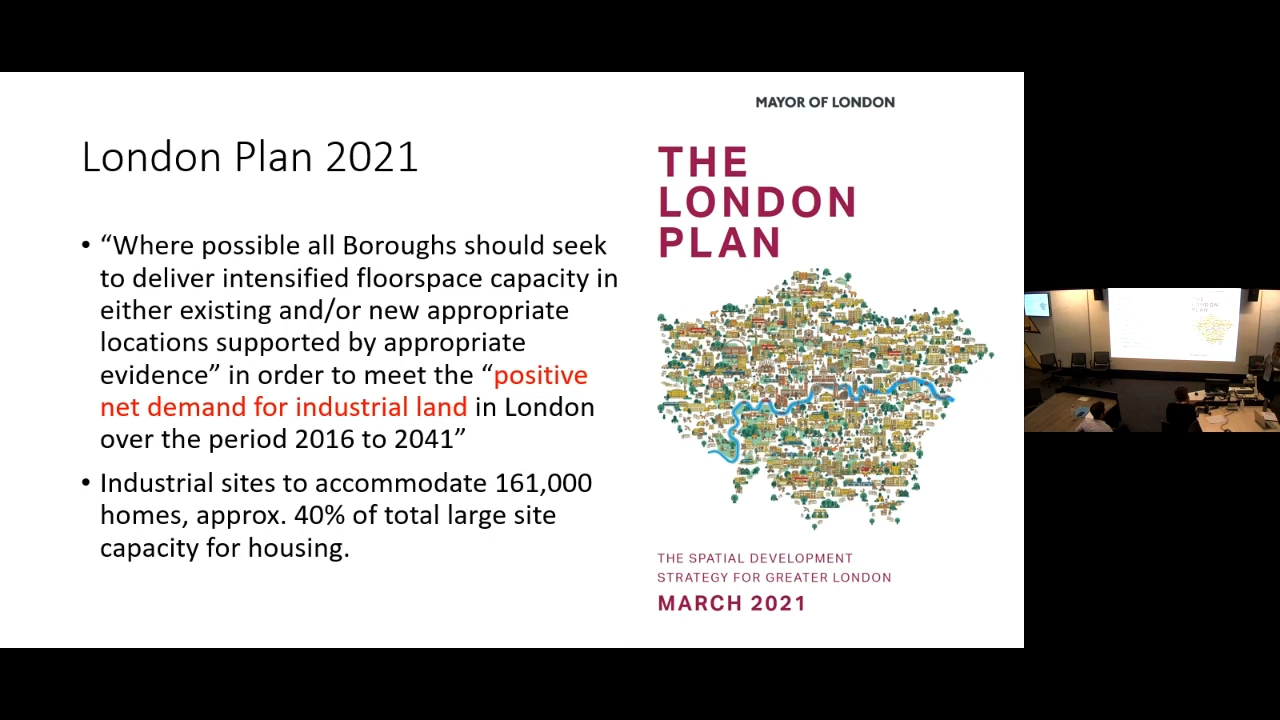 London Plan 2021
• “Where possible all Boroughs should seek
to deliver intensified floorspace capacity in
either existing and/or new appropriate
locations supported by appropriate
evidence” in order to meet the “positive
net demand for industrial land in London
over the period 2016 to 2041”
• Industrial sites to accommodate 161,000
homes, approx. 40% of total large site
capacity for housing.
MAYOR OF LONDON
THE
LONDON
PLAN
THE SPATIAL DEVELOPMENT
STRATEGY FOR GREATER LONDON
MARCH 2021
THE
LONDON
PLAN